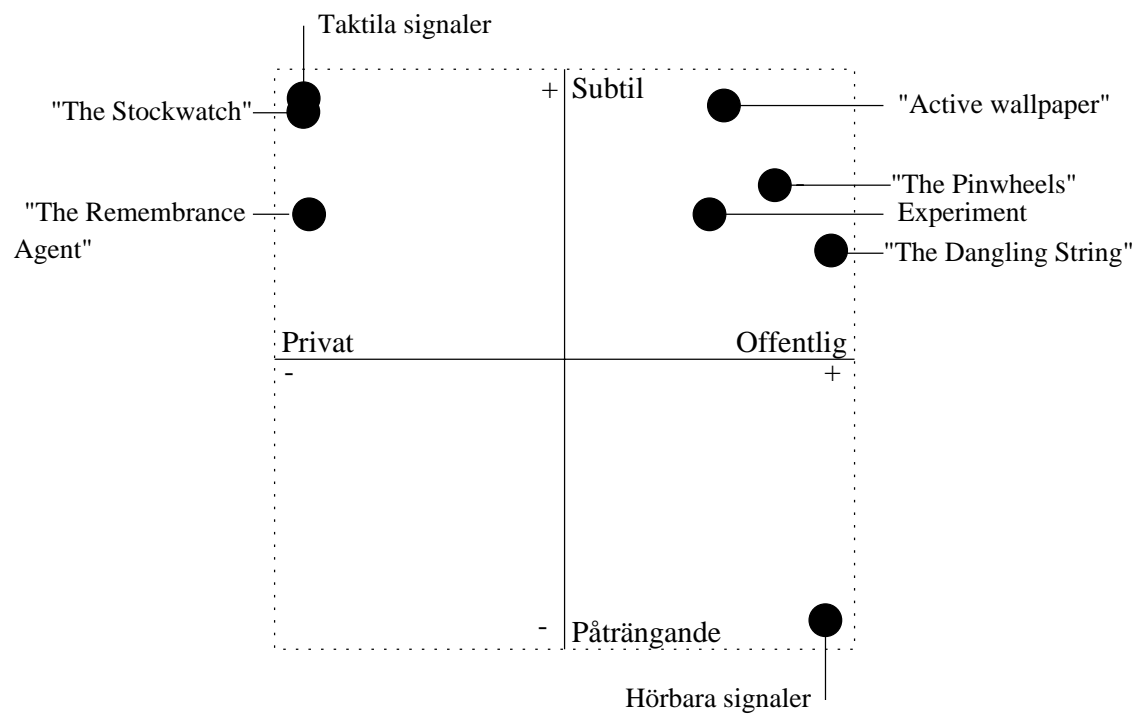 Taktila signaler
+ Subtil
"The Stockwatch"
"Active wallpaper"
"The Pinwheels"
"The Remembrance
Agent"
Experiment
"The Dangling String"
Privat
Offentlig
-
+
- Påträngande
Hörbara signaler